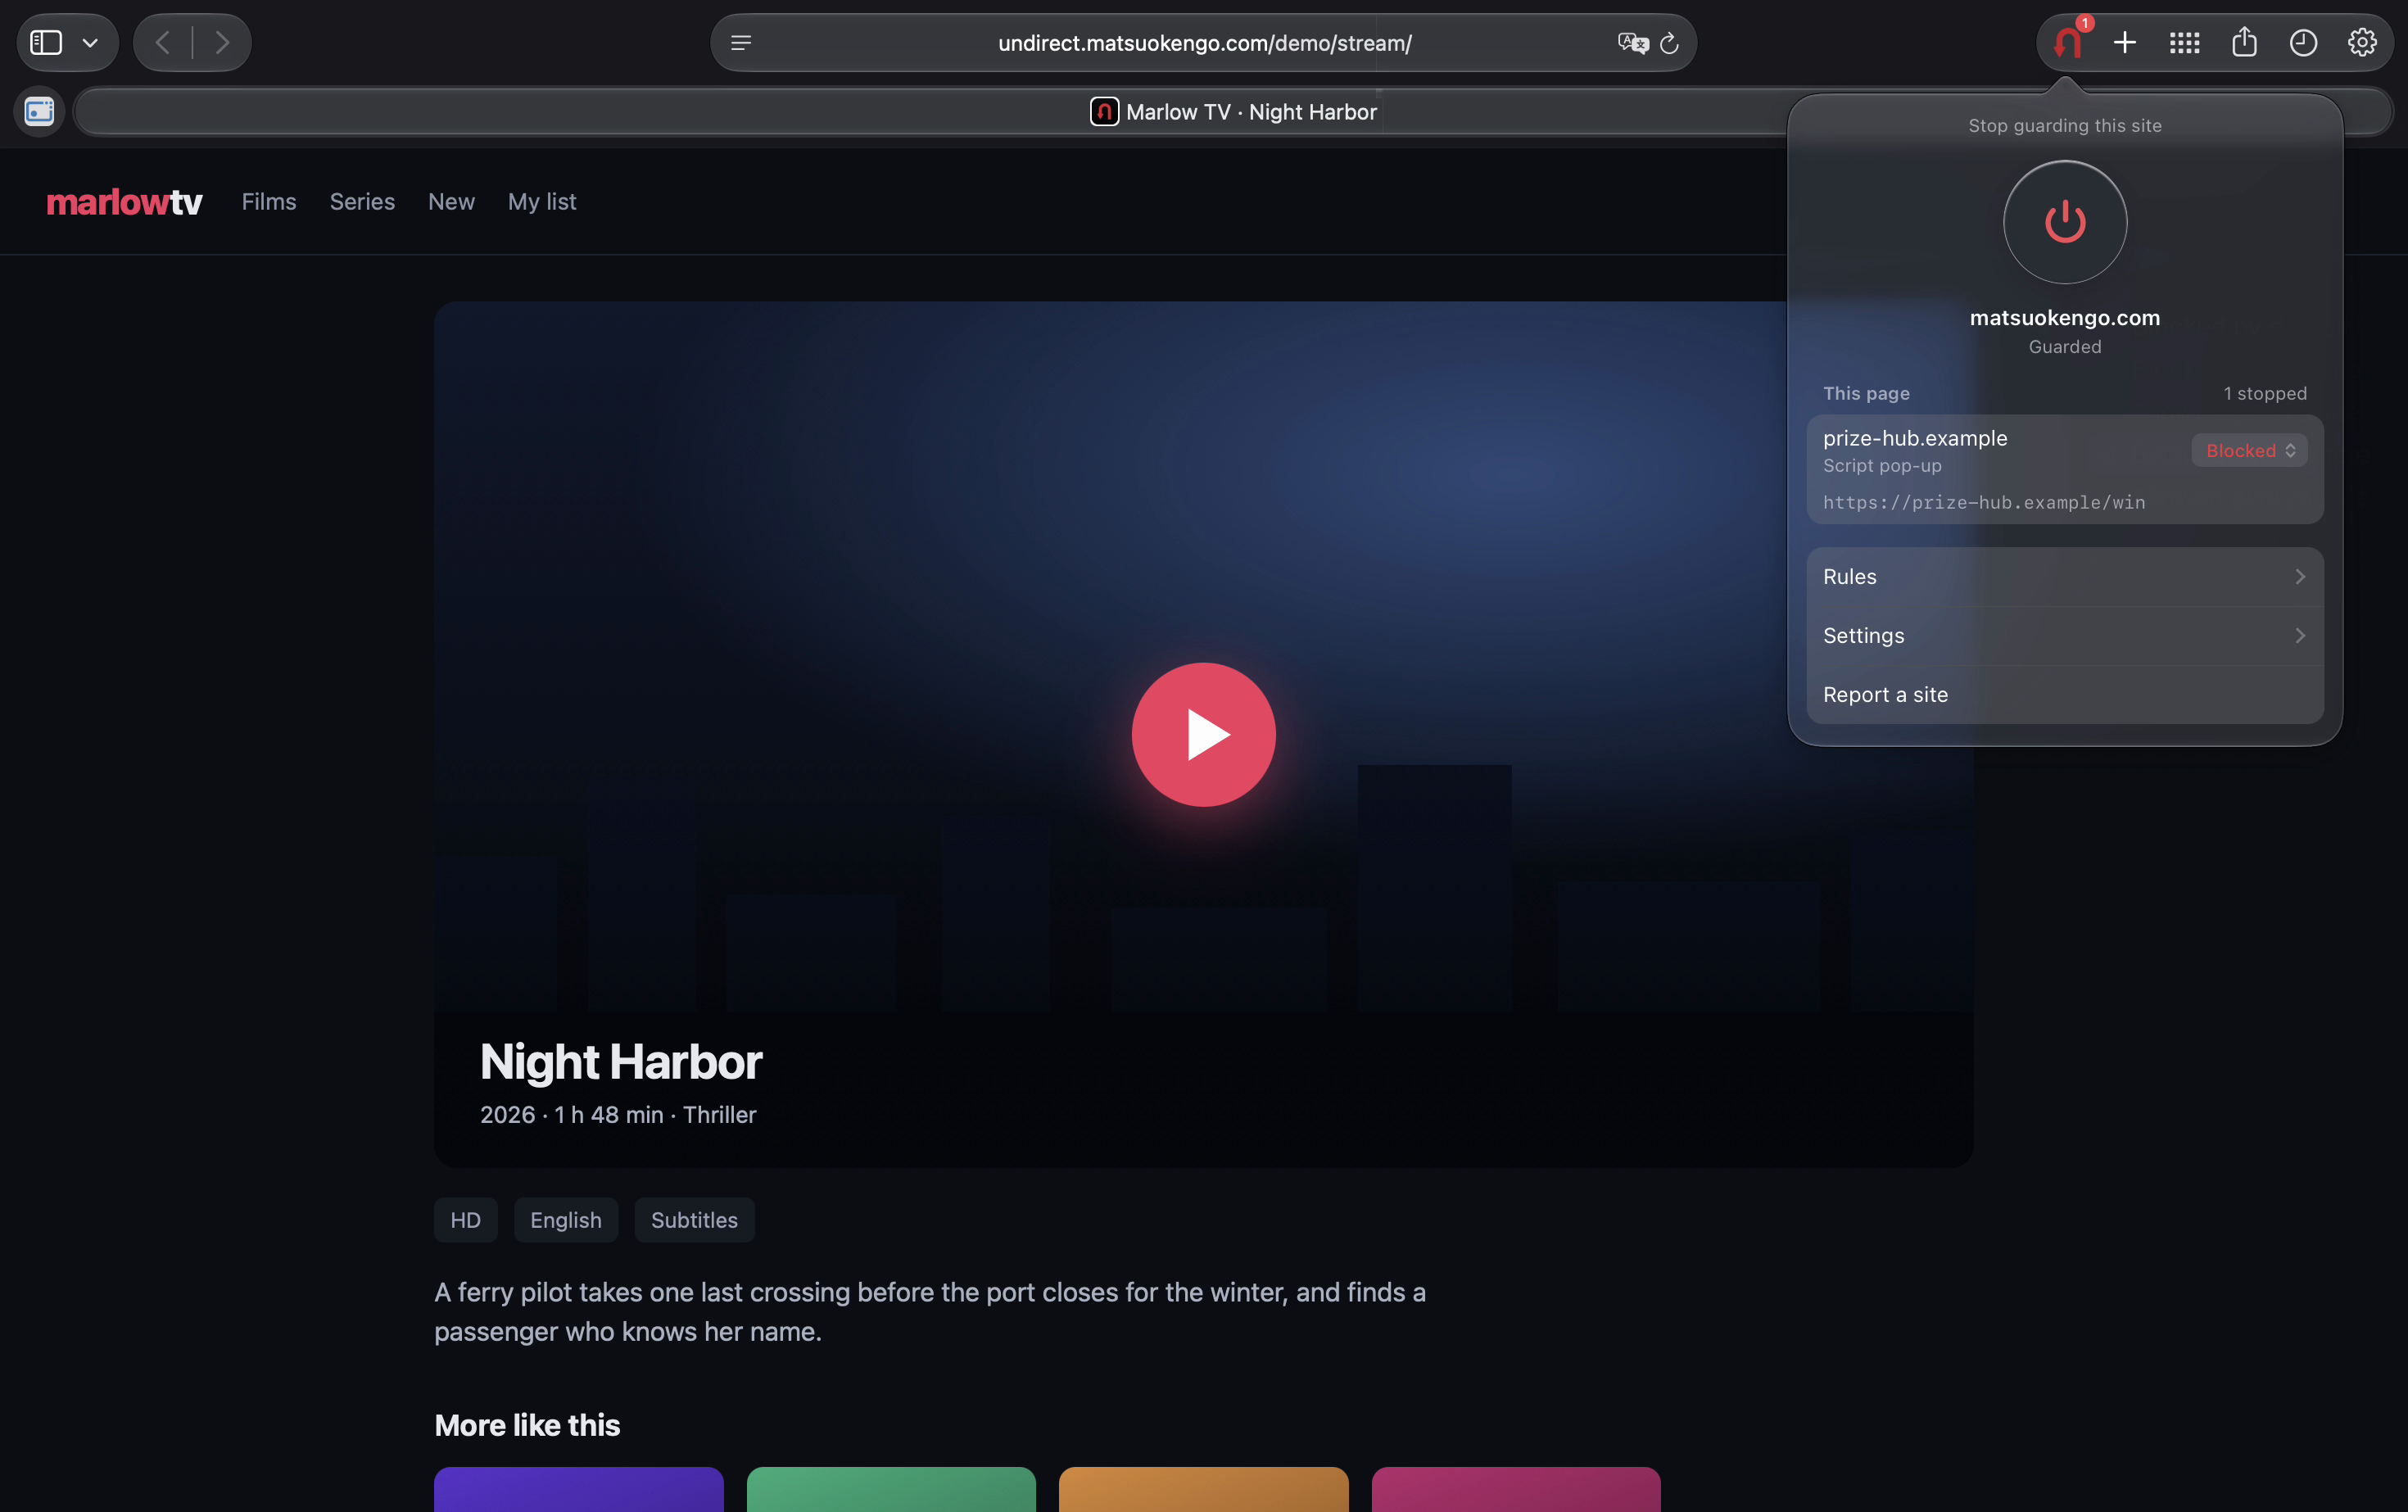 undirect.matsuokengo.com/demo/stream/
1
Marlow TV · Night Harbor
marlowtv
Films
Series
New
My list
Stop guarding this site
matsuokengo.com
Guarded
This page
1 stopped
prize-hub.example
Script pop-up
Blocked
https://prize-hub.example/win
Rules
Settings
Report a site
Night Harbor
2026 · 1 h 48 min · Thriller
HD
English
Subtitles
A ferry pilot takes one last crossing before the port closes for the winter, and finds a
passenger who knows her name.
More like this